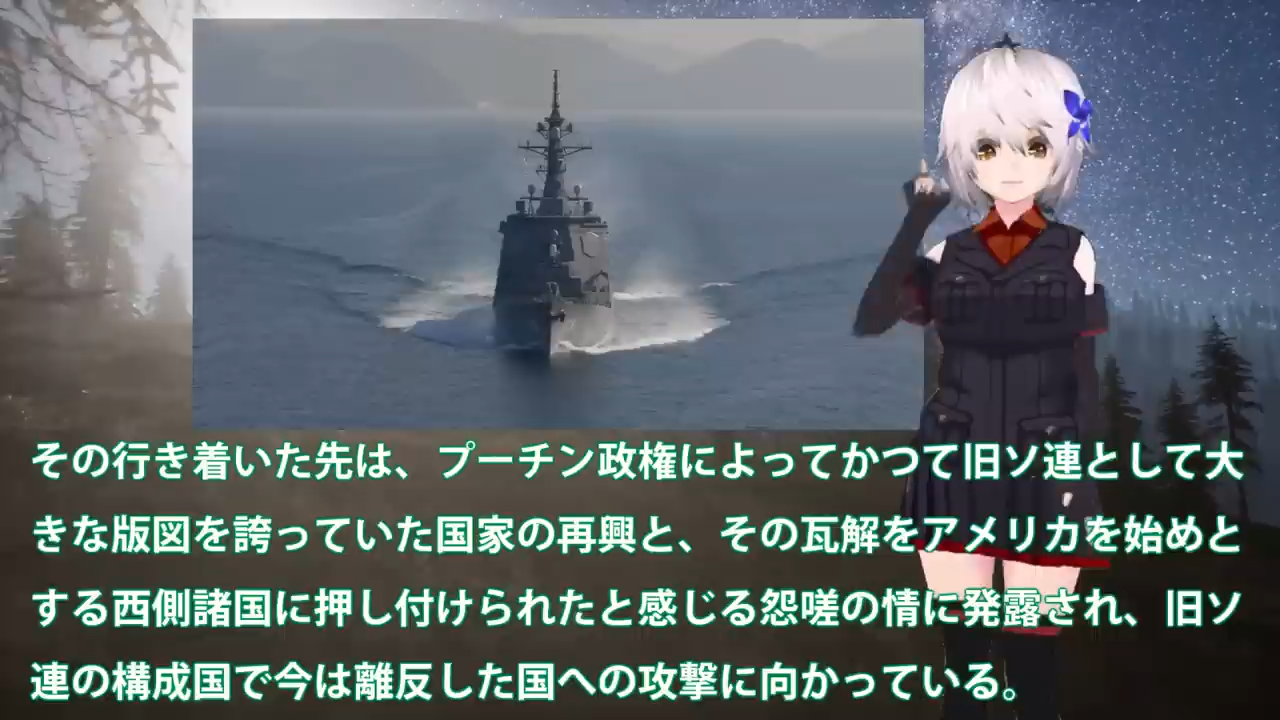 その行き着いた先は、プーチン政権によってかつて旧ソ連として大
きな版図を誇っていた国家の再興と、その瓦解をアメリカを始めと
する西側諸国に押し付けられたと感じる怨嗟の情に発露され、旧ソ
連の構成国で今は離反した国への攻撃に向かっている。